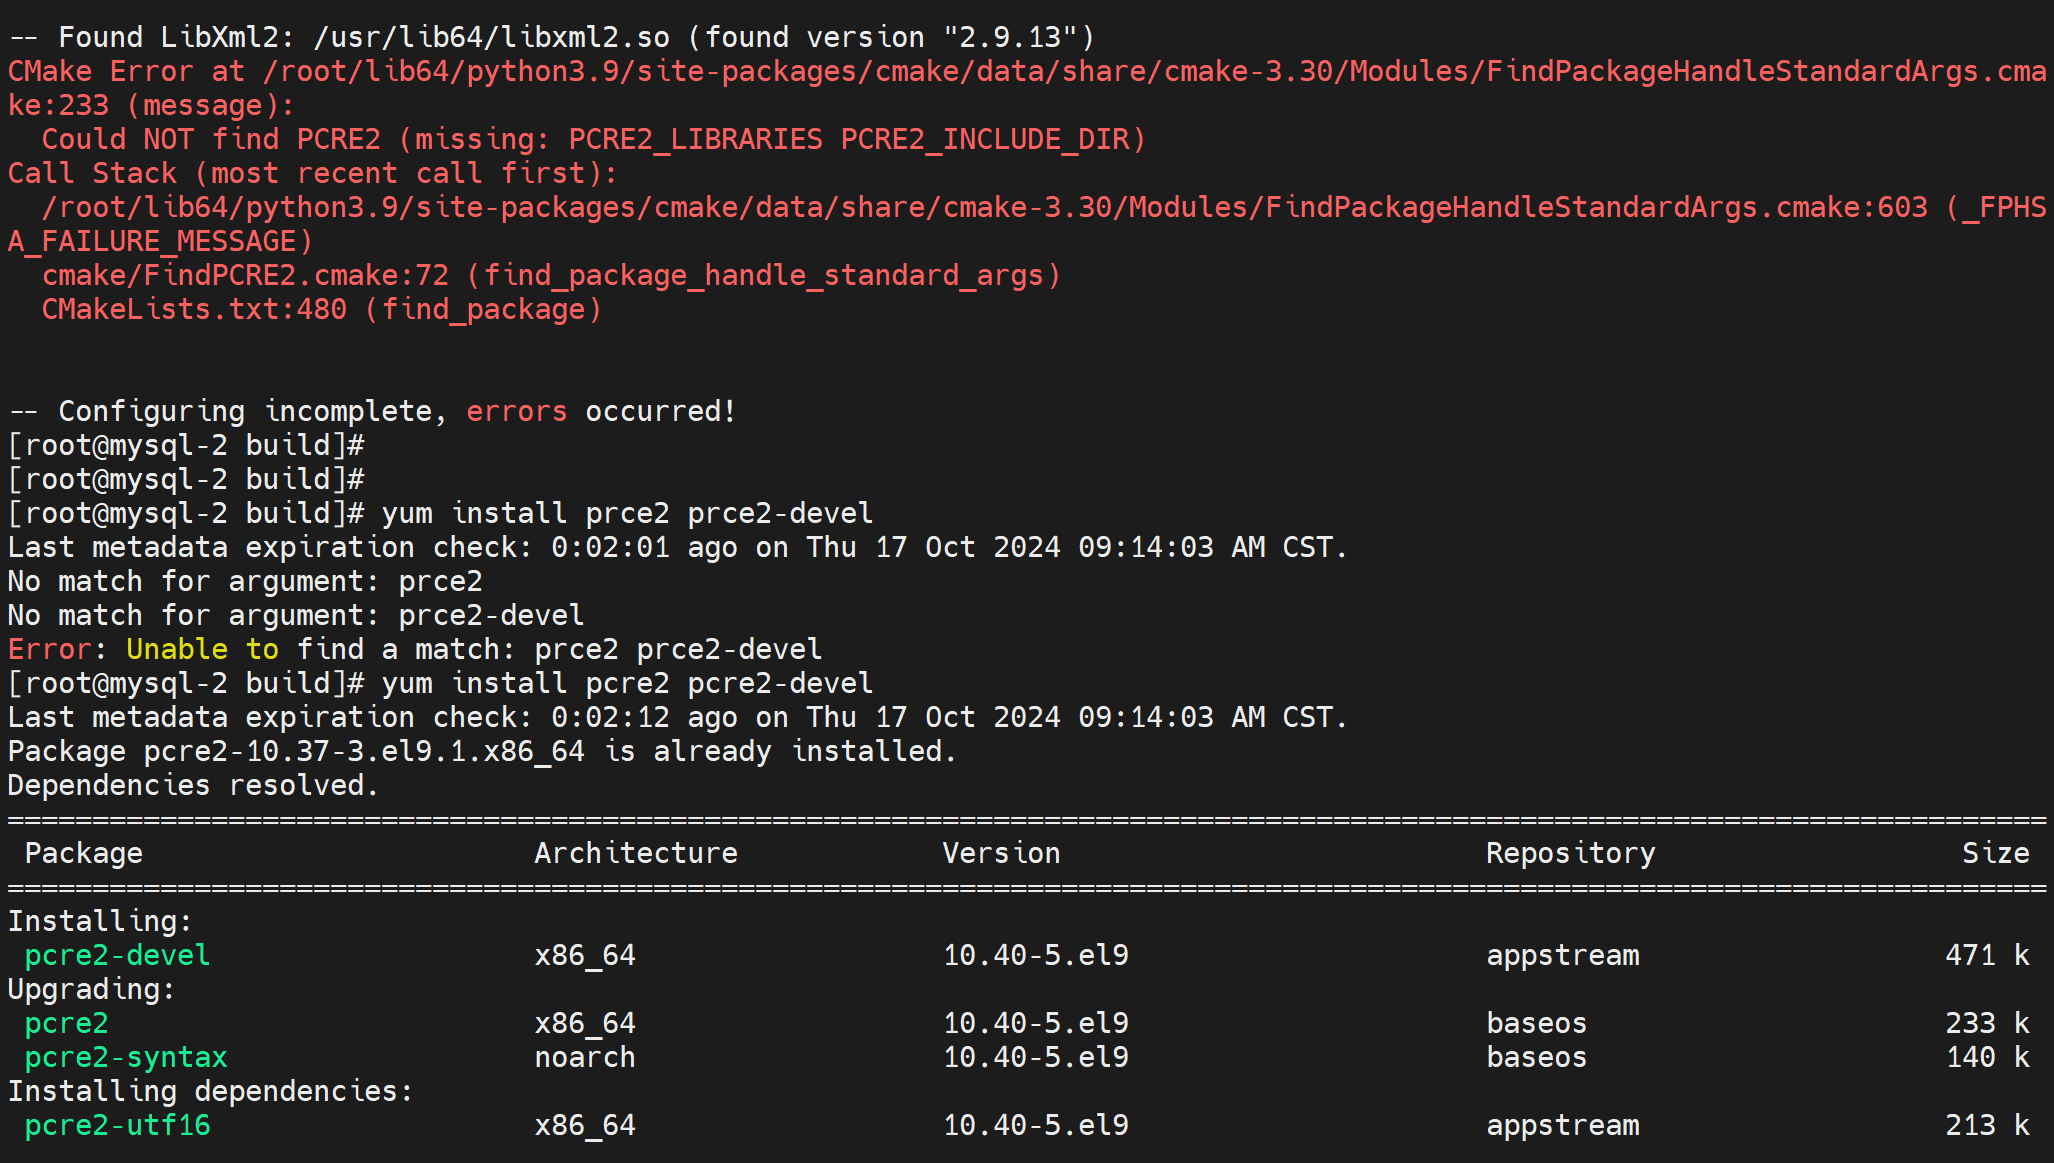 -- Found LibXml2: /usr/lib64/libxml2.so (found version "2.9.13")
CMake Error at /root/lib64/python3.9/site-packages/cmake/data/share/cmake-3.30/Modules/FindPackageHandleStandardArgs.cma
ke:233 (message):
  Could NOT find PCRE2 (missing: PCRE2_LIBRARIES PCRE2_INCLUDE_DIR)
Call Stack (most recent call first):
  /root/lib64/python3.9/site-packages/cmake/data/share/cmake-3.30/Modules/FindPackageHandleStandardArgs.cmake:603 (_FPHS
A_FAILURE_MESSAGE)
  cmake/FindPCRE2.cmake:72 (find_package_handle_standard_args)
  CMakeLists.txt:480 (find_package)
-- Configuring incomplete, errors occurred!
[root@mysql-2 build]#
[root@mysql-2 build]#
[root@mysql-2 build]# yum install prce2 prce2-devel
Last metadata expiration check: 0:02:01 ago on Thu 17 Oct 2024 09:14:03 AM CST.
No match for argument: prce2
No match for argument: prce2-devel
Error: Unable to find a match: prce2 prce2-devel
[root@mysql-2 build]# yum install pcre2 pcre2-devel
Last metadata expiration check: 0:02:12 ago on Thu 17 Oct 2024 09:14:03 AM CST.
Package pcre2-10.37-3.el9.1.x86_64 is already installed.
Dependencies resolved.
========================================================================================================================
 Package                       Architecture            Version                         Repository                  Size
========================================================================================================================
Installing:
 pcre2-devel                   x86_64                  10.40-5.el9                     appstream                  471 k
Upgrading:
 pcre2                         x86_64                  10.40-5.el9                     baseos                     233 k
 pcre2-syntax                  noarch                  10.40-5.el9                     baseos                     140 k
Installing dependencies:
 pcre2-utf16                   x86_64                  10.40-5.el9                     appstream                  213 k